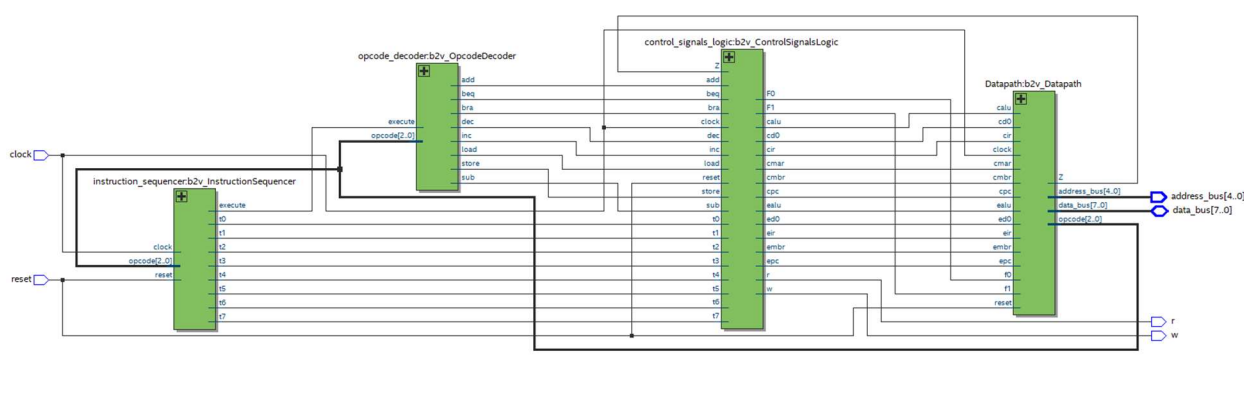 control_signals_logic:b2v_ControlSignalsLogic
opcode_decoder:b2v_OpcodeDecoder
Z
add
add
Datapath:b2v_Datapath
beq
beq
F0
bra
bra
F1
calu
execute
dec
clock
calu
cd0
opcode[2..0]
inc
dec
cd0
cir
load
inc
cir
clock
clock
store
load
cmar
cmar
sub
reset
cmbr
cmbr
Z
instruction_sequencer:b2v_InstructionSequencer
store
cpc
cpc
address_bus[4..0]
address_bus[4..0]
execute
sub
ealu
ealu
data_bus[7..0]
data_bus[7..0]
t0
t0
ed0
ed0
opcode[2..0]
t1
t1
eir
eir
clock
t2
t2
embr
embr
opcode[2..0]
t3
t3
epc
epc
reset
reset
t4
t4
r
f0
t5
t5
w
f1
t6
t6
reset
t7
t7
r
w